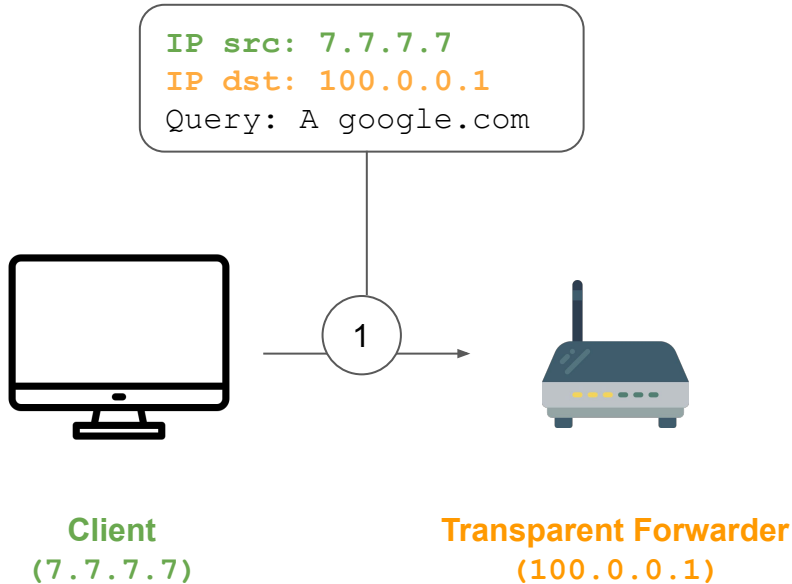 IP src: 7.7.7.7
IP dst: 100.0.0.1
Query: A google.com
1
Client
(7.7.7.7)
Transparent Forwarder
(100.0.0.1)